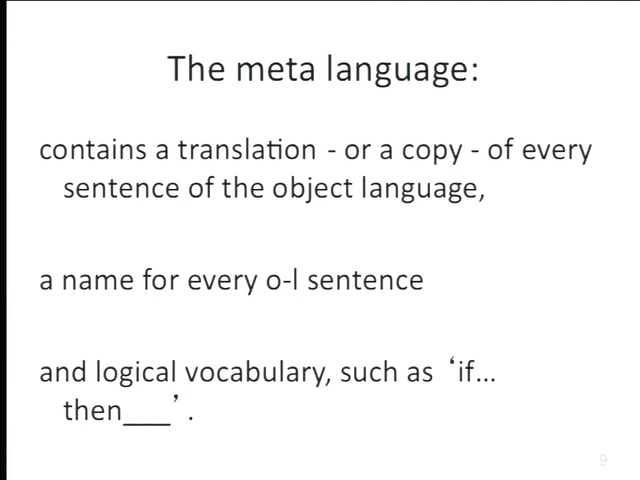 The meta language:
contains a translation - or a copy - of every
sentence of the object language,
a name for every o-l sentence
and logical vocabulary, such as ‘if...
then___’.
9